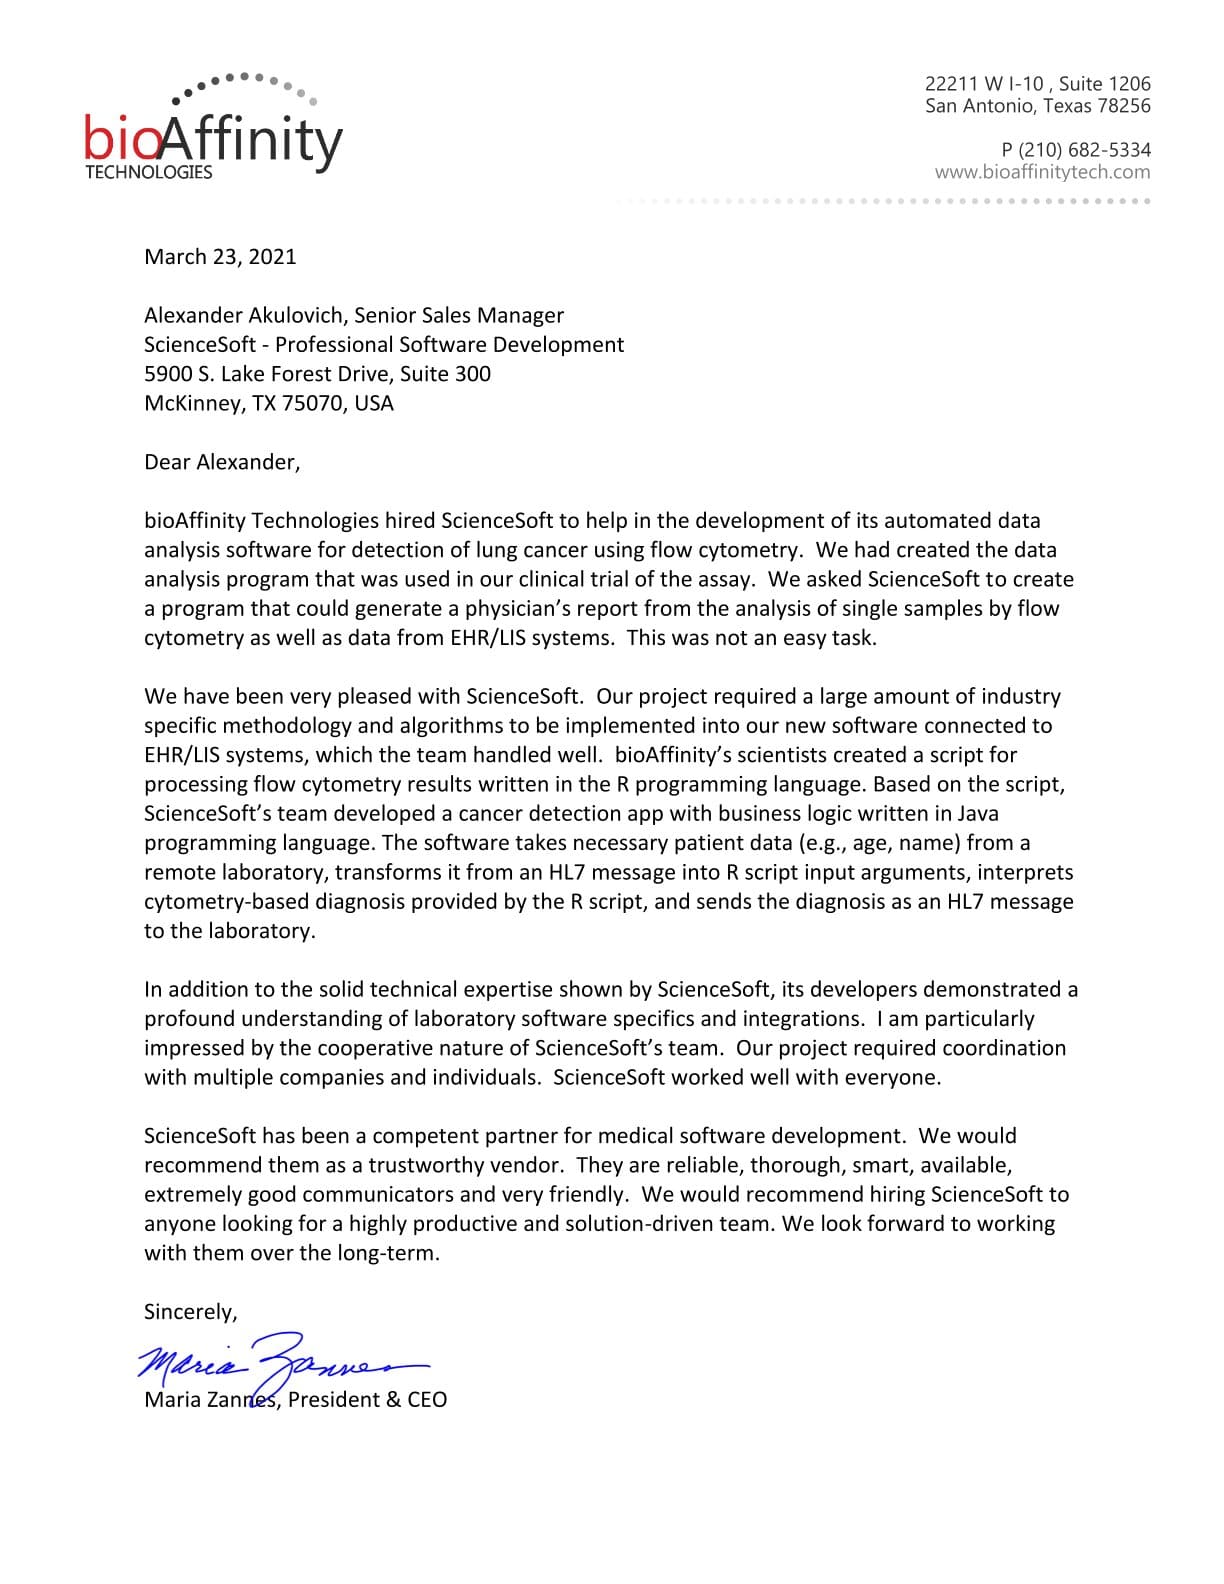 bioAffinity
TECHNOLOGIES
22211 W I-10 , Suite 1206
San Antonio, Texas 78256
P (210) 682-5334
www.bioaffinitytech.com
March 23, 2021
Alexander Akulovich, Senior Sales Manager
ScienceSoft - Professional Software Development
5900 S. Lake Forest Drive, Suite 300
McKinney, TX 75070, USA
Dear Alexander,
bioAffinity Technologies hired ScienceSoft to help in the development of its automated data
analysis software for detection of lung cancer using flow cytometry.  We had created the data
analysis program that was used in our clinical trial of the assay.  We asked ScienceSoft to create
a program that could generate a physician’s report from the analysis of single samples by flow
cytometry as well as data from EHR/LIS systems.  This was not an easy task.
We have been very pleased with ScienceSoft.  Our project required a large amount of industry
specific methodology and algorithms to be implemented into our new software connected to
EHR/LIS systems, which the team handled well.  bioAffinity’s scientists created a script for
processing flow cytometry results written in the R programming language. Based on the script,
ScienceSoft’s team developed a cancer detection app with business logic written in Java
programming language. The software takes necessary patient data (e.g., age, name) from a
remote laboratory, transforms it from an HL7 message into R script input arguments, interprets
cytometry-based diagnosis provided by the R script, and sends the diagnosis as an HL7 message
to the laboratory.
In addition to the solid technical expertise shown by ScienceSoft, its developers demonstrated a
profound understanding of laboratory software specifics and integrations.  I am particularly
impressed by the cooperative nature of ScienceSoft’s team.  Our project required coordination
with multiple companies and individuals.  ScienceSoft worked well with everyone.
ScienceSoft has been a competent partner for medical software development.  We would
recommend them as a trustworthy vendor.  They are reliable, thorough, smart, available,
extremely good communicators and very friendly.  We would recommend hiring ScienceSoft to
anyone looking for a highly productive and solution-driven team. We look forward to working
with them over the long-term.
Sincerely,
Maria Zannes
Maria Zannes, President & CEO